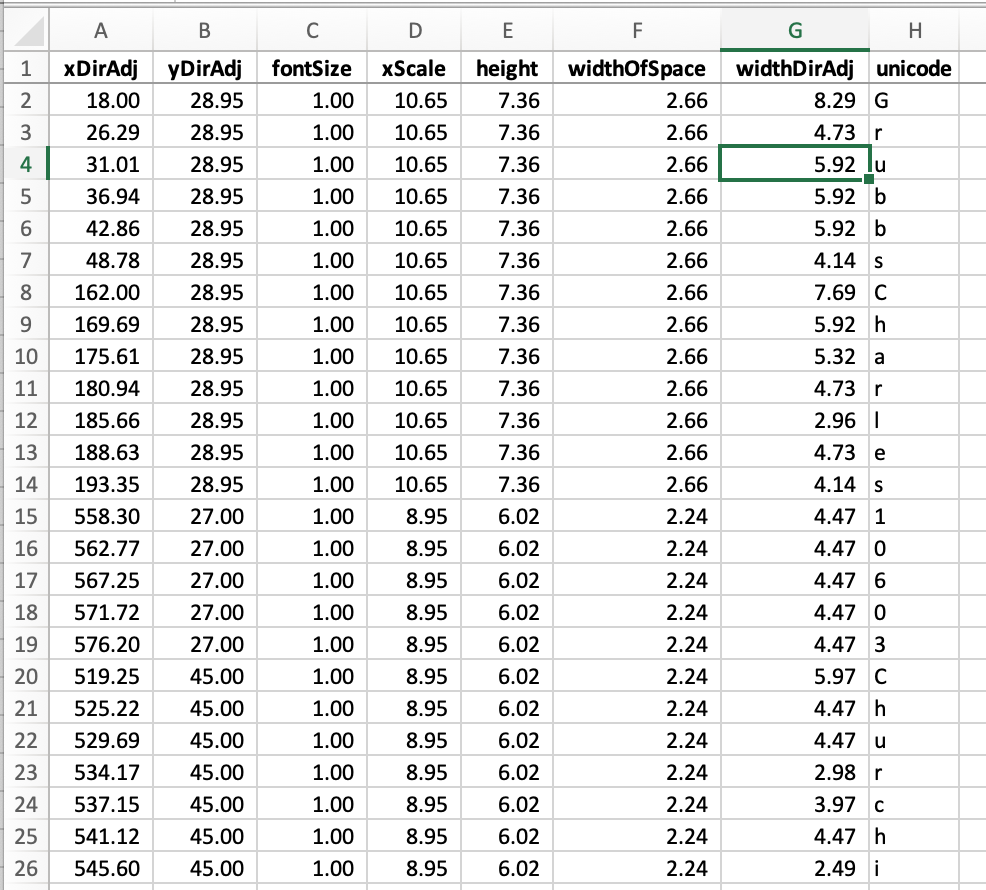 A B C D E F G H
1 xDirAdj yDirAdj fontSize xScale height widthOfSpace widthDirAdj unicode
2 18.00 28.95 1.00 10.65 7.36 2.66 8.29 G
3 26.29 28.95 1.00 10.65 7.36 2.66 4.73 r
4 31.01 28.95 1.00 10.65 7.36 2.66 5.92 u
5 36.94 28.95 1.00 10.65 7.36 2.66 5.92 b
6 42.86 28.95 1.00 10.65 7.36 2.66 5.92 b
7 48.78 28.95 1.00 10.65 7.36 2.66 4.14 s
8 162.00 28.95 1.00 10.65 7.36 2.66 7.69 C
9 169.69 28.95 1.00 10.65 7.36 2.66 5.92 h
10 175.61 28.95 1.00 10.65 7.36 2.66 5.32 a
11 180.94 28.95 1.00 10.65 7.36 2.66 4.73 r
12 185.66 28.95 1.00 10.65 7.36 2.66 2.96 l
13 188.63 28.95 1.00 10.65 7.36 2.66 4.73 e
14 193.35 28.95 1.00 10.65 7.36 2.66 4.14 s
15 558.30 27.00 1.00 8.95 6.02 2.24 4.47 1
16 562.77 27.00 1.00 8.95 6.02 2.24 4.47 0
17 567.25 27.00 1.00 8.95 6.02 2.24 4.47 6
18 571.72 27.00 1.00 8.95 6.02 2.24 4.47 0
19 576.20 27.00 1.00 8.95 6.02 2.24 4.47 3
20 519.25 45.00 1.00 8.95 6.02 2.24 5.97 C
21 525.22 45.00 1.00 8.95 6.02 2.24 4.47 h
22 529.69 45.00 1.00 8.95 6.02 2.24 4.47 u
23 534.17 45.00 1.00 8.95 6.02 2.24 2.98 r
24 537.15 45.00 1.00 8.95 6.02 2.24 3.97 c
25 541.12 45.00 1.00 8.95 6.02 2.24 4.47 h
26 545.60 45.00 1.00 8.95 6.02 2.24 2.49 i